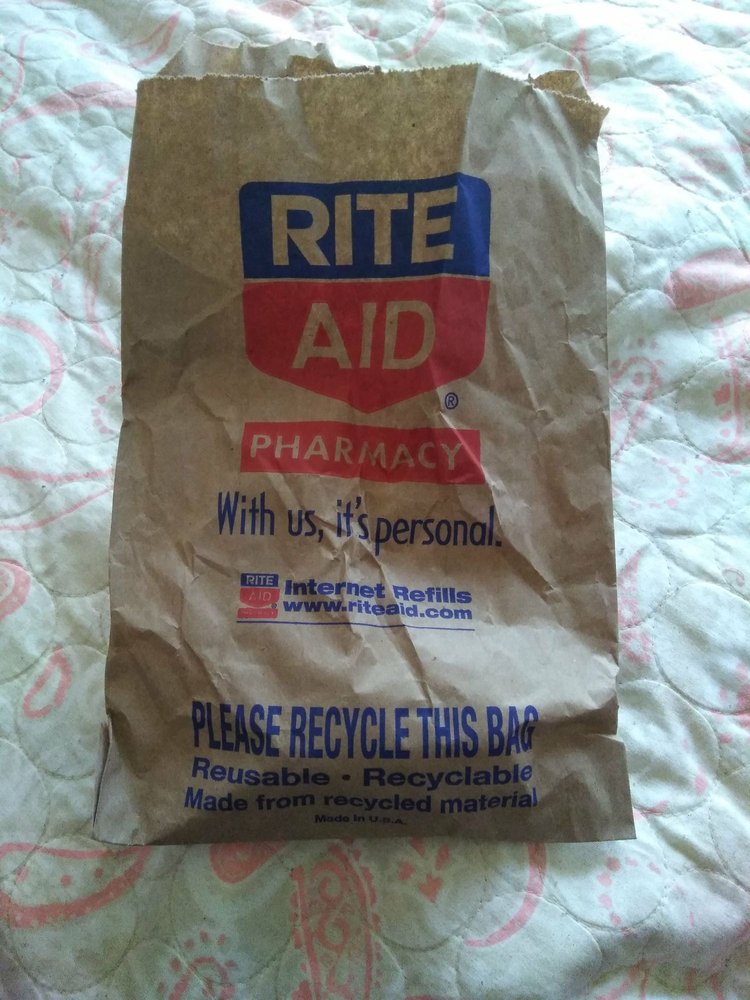 RITE
AID
®
PHARMACY
With us, it's personal.
RITE
AID
Internet Refills
www.riteaid.com
PLEASE RECYCLE THIS BAG
Reusable • Recyclable
Made from recycled material
Made In U.S.A.